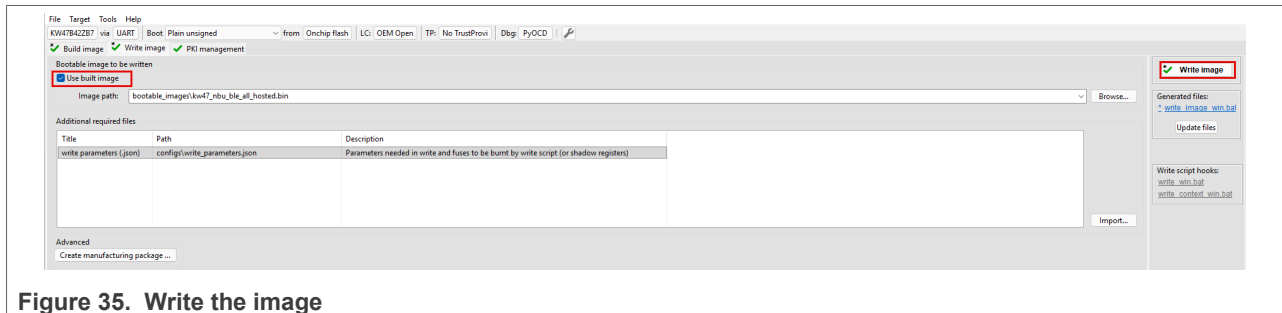 File Target Tools Help
KW47B42ZB7 via UART Boot Plain unsigned from Onchip flash LC: OEM Open TP: No TrustProvi Dbg: PyOCD
Build image Write image PKI management
Bootable image to be written
Use built image
Write image
Image path: bootable_images\kw47_nbu_ble_all_hosted.bin Browse...
Generated files:
* write_image_win.bat
Additional required files
Update files
Title Path Description
write parameters (.json) configs\write_parameters.json Parameters needed in write and fuses to be burnt by write script (or shadow registers)
Write script hooks:
write_win.bat
write_context_win.bat
Import...
Advanced
Create manufacturing package ...
Figure 35. Write the image